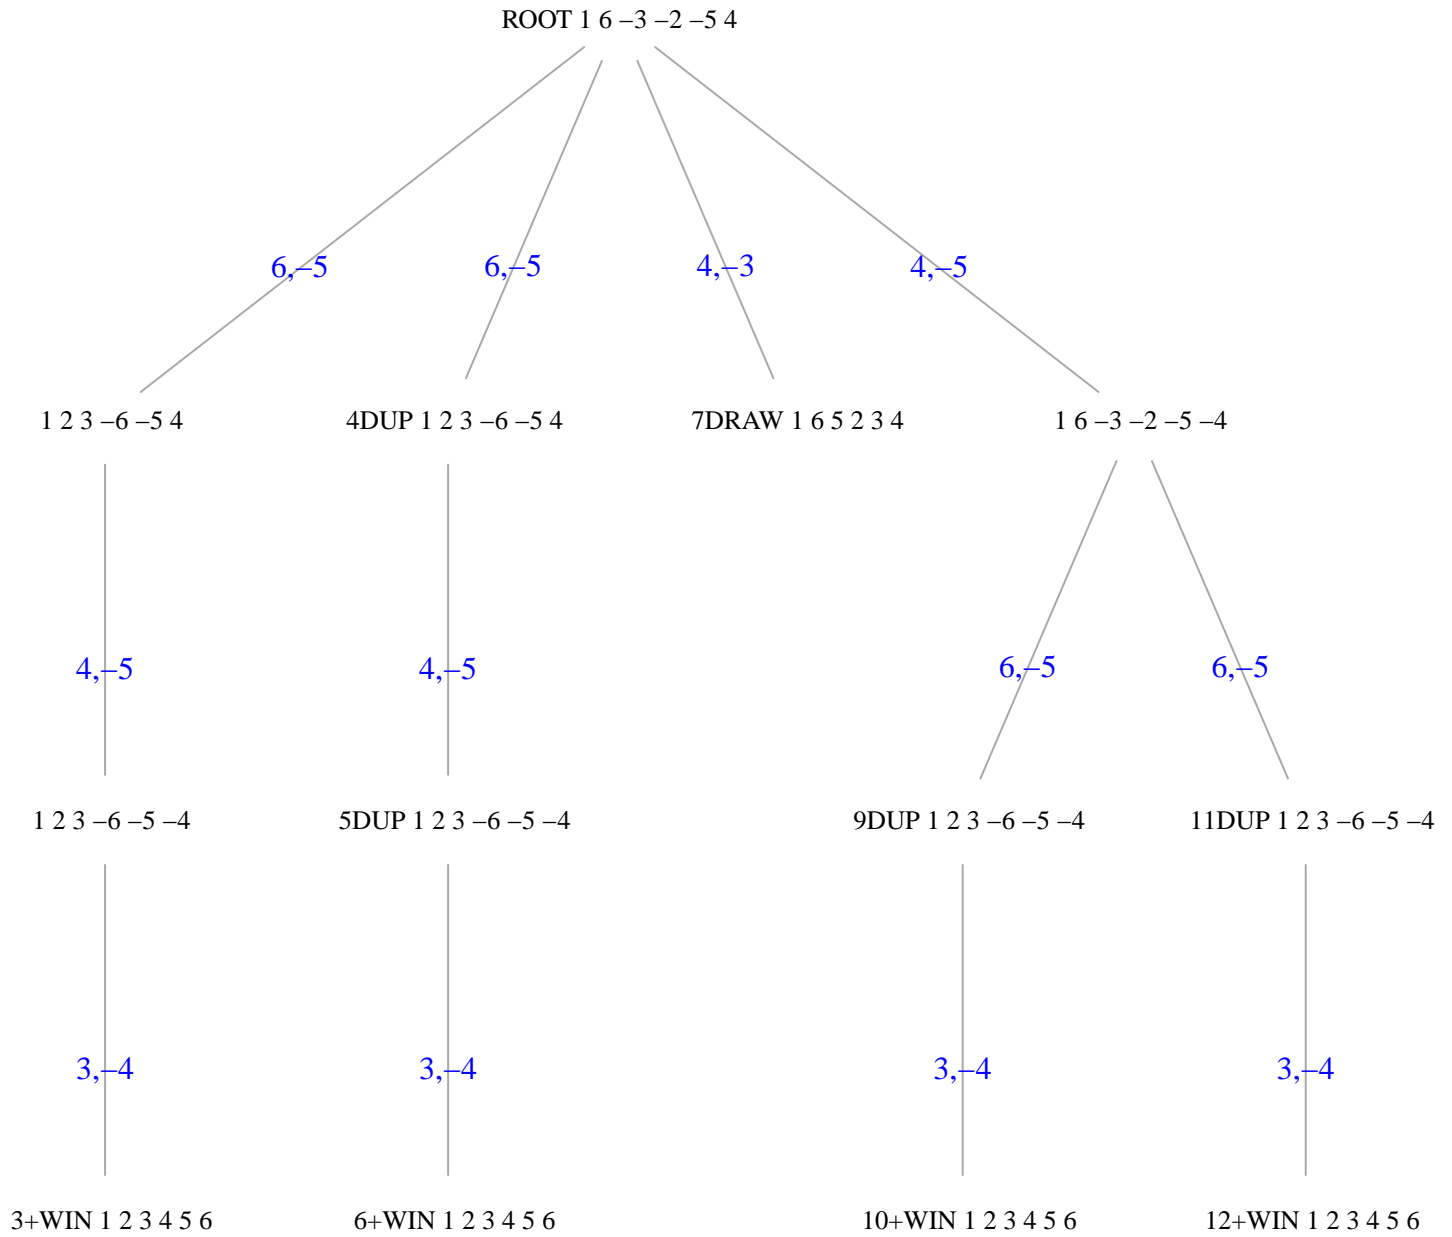 ROOT 1 6 –3 –2 –5 4
6,–5
6,–5
4,–3
4,–5
1 2 3 –6 –5 4
4DUP 1 2 3 –6 –5 4
7DRAW 1 6 5 2 3 4
1 6 –3 –2 –5 –4
4,–5
4,–5
6,–5
6,–5
1 2 3 –6 –5 –4
5DUP 1 2 3 –6 –5 –4
9DUP 1 2 3 –6 –5 –4
11DUP 1 2 3 –6 –5 –4
3,–4
3,–4
3,–4
3,–4
3+WIN 1 2 3 4 5 6
6+WIN 1 2 3 4 5 6
10+WIN 1 2 3 4 5 6
12+WIN 1 2 3 4 5 6